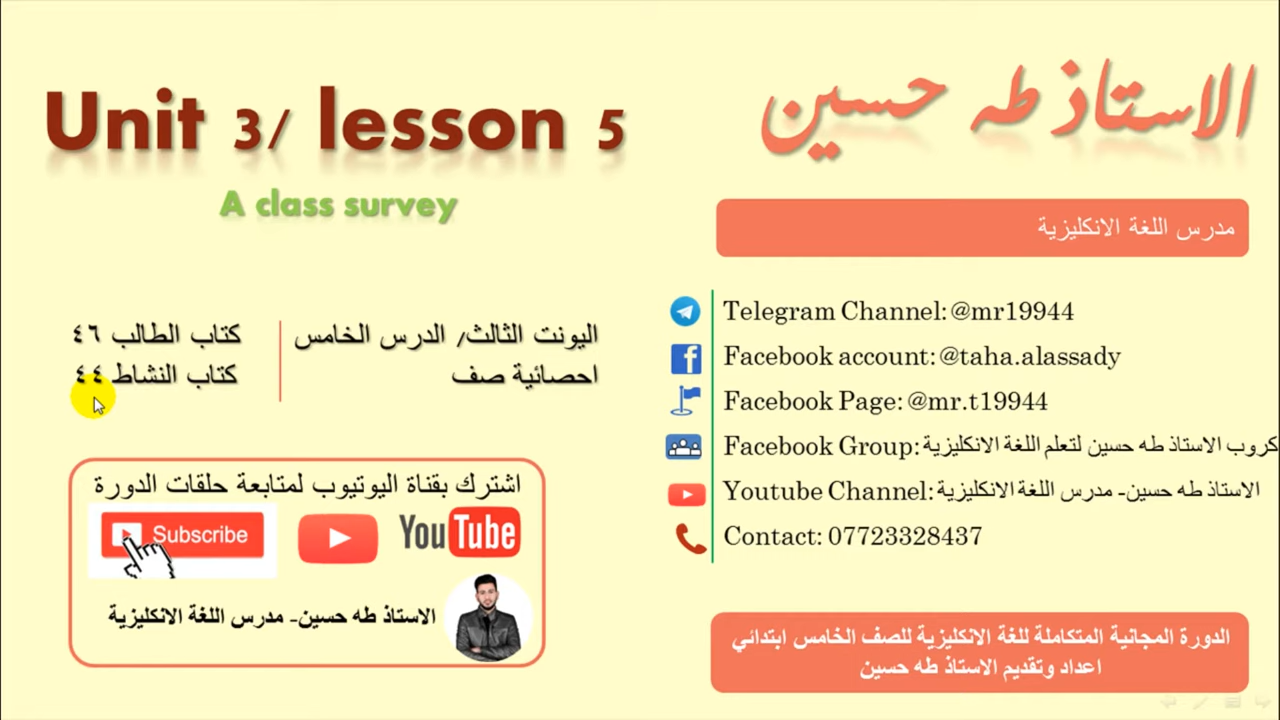 Unit 3/ lesson 5
A class survey
اليونت الثالث/ الدرس الخامس
احصائية صف
كتاب الطالب ٤٦
كتاب النشاط ٤٤
اشترك بقناة اليوتيوب لمتابعة حلقات الدورة
Subscribe
YouTube
الاستاذ طه حسين- مدرس اللغة الانكليزية
الاستاذ طه حسين
مدرس اللغة الانكليزية
Telegram Channel: @mr19944
Facebook account: @taha.alassady
Facebook Page: @mr.t19944
Facebook Group: كروب الاستاذ طه حسين لتعلم اللغة الانكليزية
Youtube Channel: الاستاذ طه حسين- مدرس اللغة الانكليزية
Contact: 07723328437
الدورة المجانية المتكاملة للغة الانكليزية للصف الخامس ابتدائي
اعداد وتقديم الاستاذ طه حسين